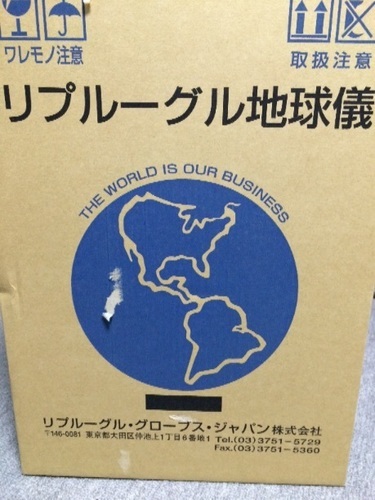 ワレモノ注意
取扱注意
リプルーグル地球儀
THE WORLD IS OUR BUSINESS
リプルーグル・グローブス・ジャパン株式会社
〒146-0081 東京都大田区仲池上1丁目6番地1 Tel.(03)3751-5729
Fax.(03)3751-5360